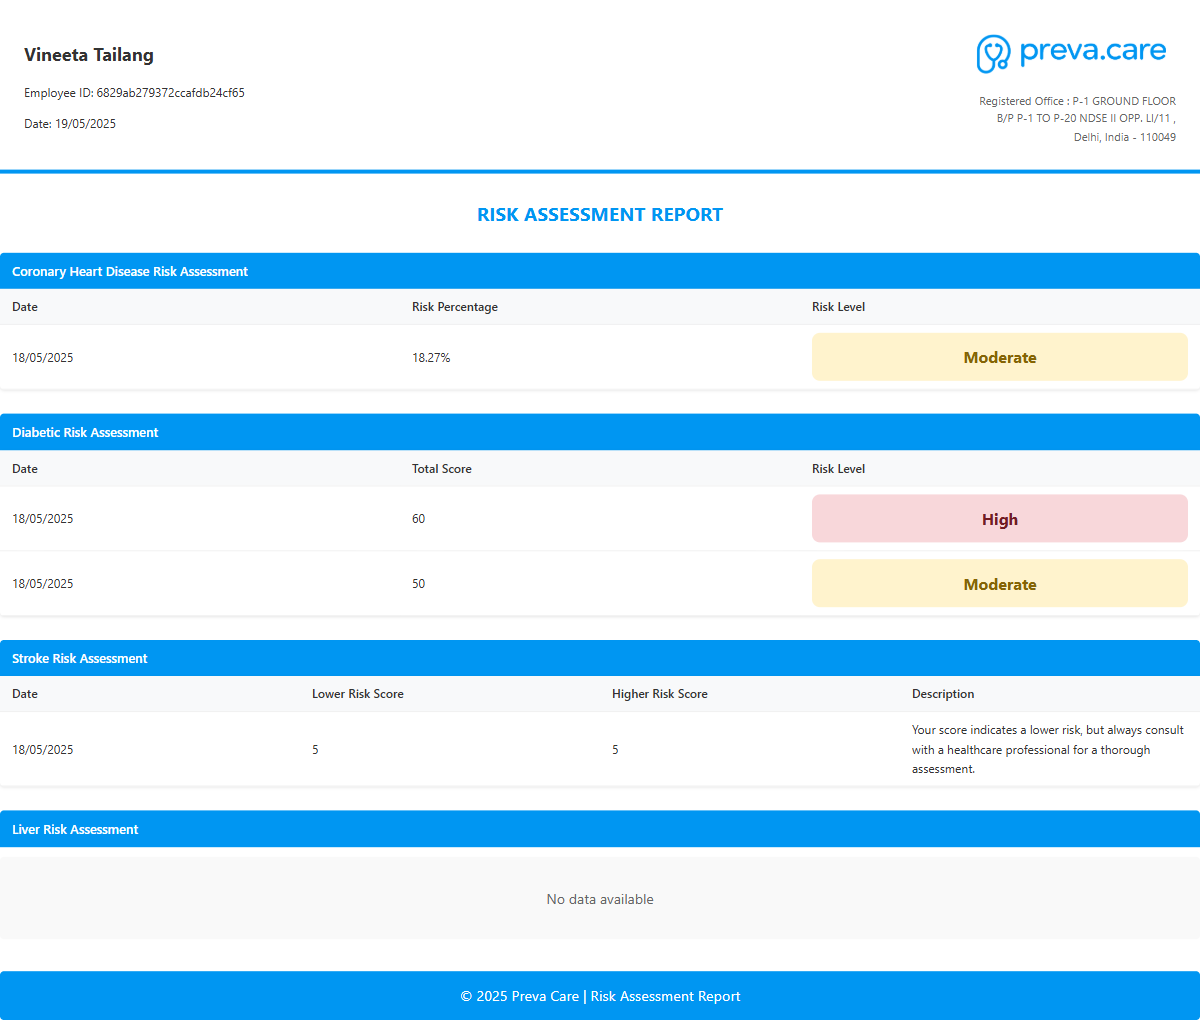 Vineeta Tailang
Employee ID: 6829ab279372ccafdb24cf65
Date: 19/05/2025
preva.care
Registered Office : P-1 GROUND FLOOR
B/P P-1 TO P-20 NDSE II OPP. LI/11 ,
Delhi, India - 110049
RISK ASSESSMENT REPORT
Coronary Heart Disease Risk Assessment
Date Risk Percentage Risk Level
18/05/2025 18.27% Moderate
Diabetic Risk Assessment
Date Total Score Risk Level
18/05/2025 60 High
18/05/2025 50 Moderate
Stroke Risk Assessment
Date Lower Risk Score Higher Risk Score Description
18/05/2025 5 5 Your score indicates a lower risk, but always consult
with a healthcare professional for a thorough
assessment.
Liver Risk Assessment
No data available
© 2025 Preva Care | Risk Assessment Report